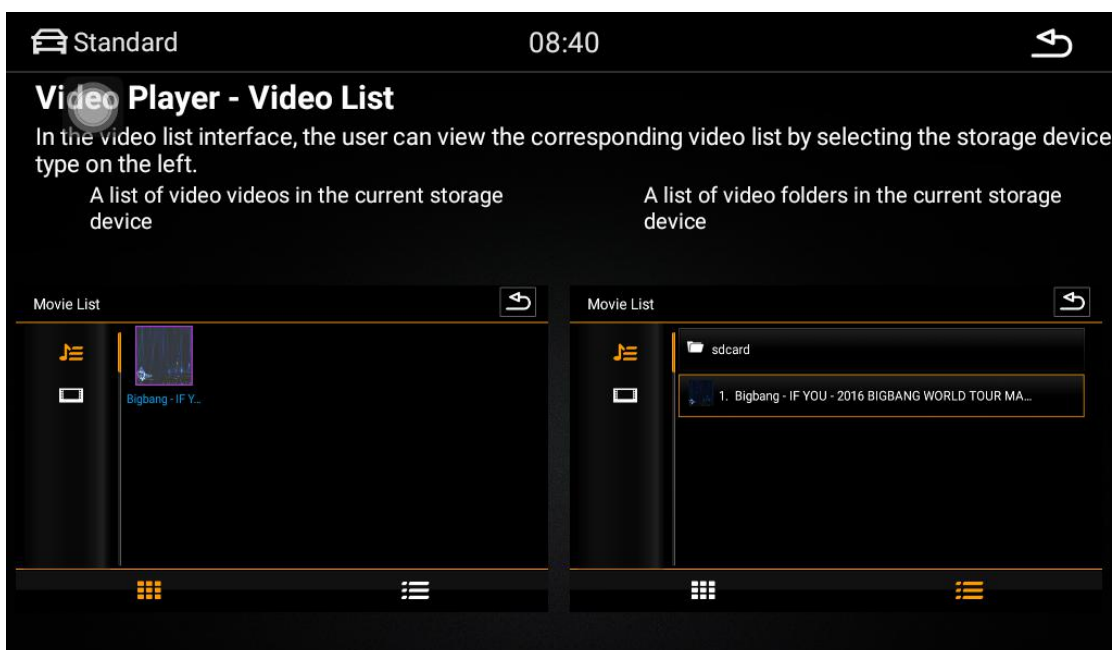 Standard
08:40
Video Player - Video List
In the video list interface, the user can view the corresponding video list by selecting the storage device
type on the left.
A list of video videos in the current storage
device
A list of video folders in the current storage
device
Movie List
Bigbang - IF Y...
Movie List
sdcard
1. Bigbang - IF YOU - 2016 BIGBANG WORLD TOUR MA...